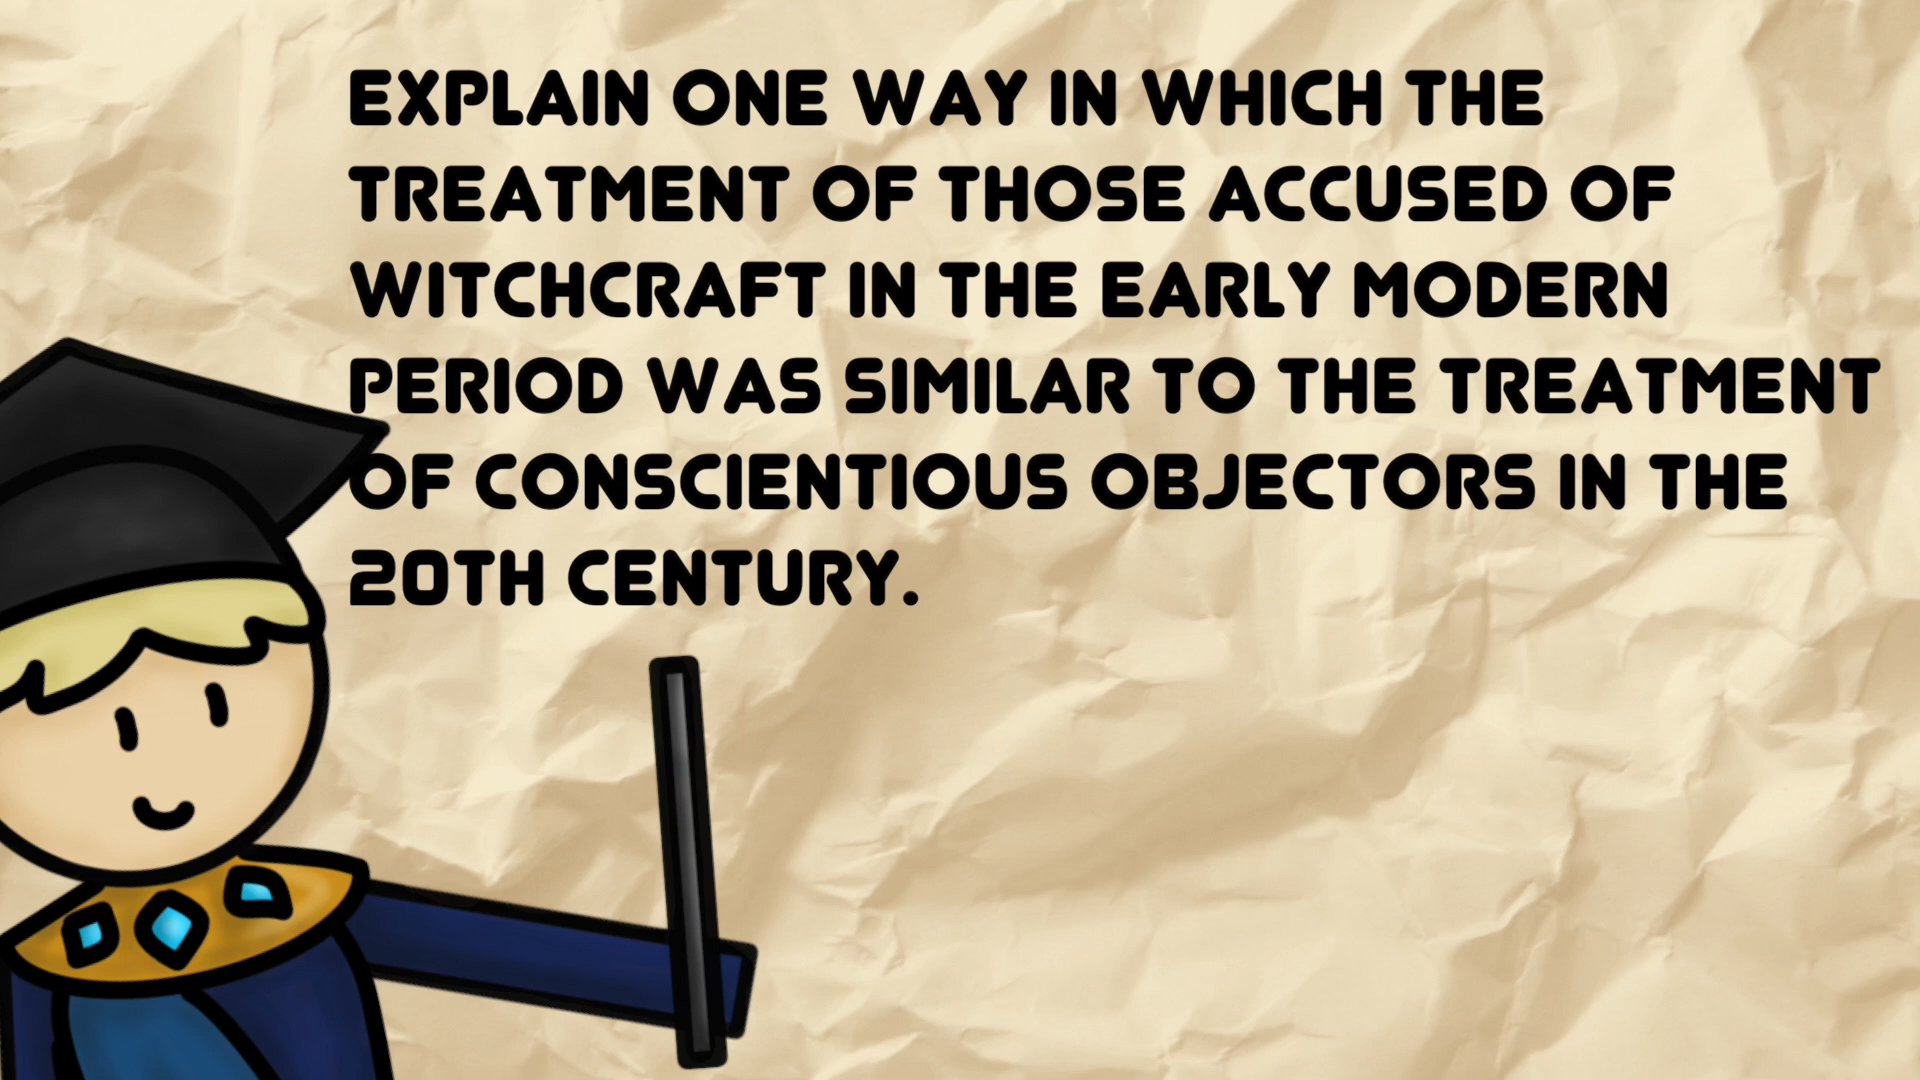 EXPLAIN ONE WAY IN WHICH THE
TREATMENT OF THOSE ACCUSED OF
WITCHCRAFT IN THE EARLY MODERN
PERIOD WAS SIMILAR TO THE TREATMENT
OF CONSCIENTIOUS OBJECTORS IN THE
20TH CENTURY.